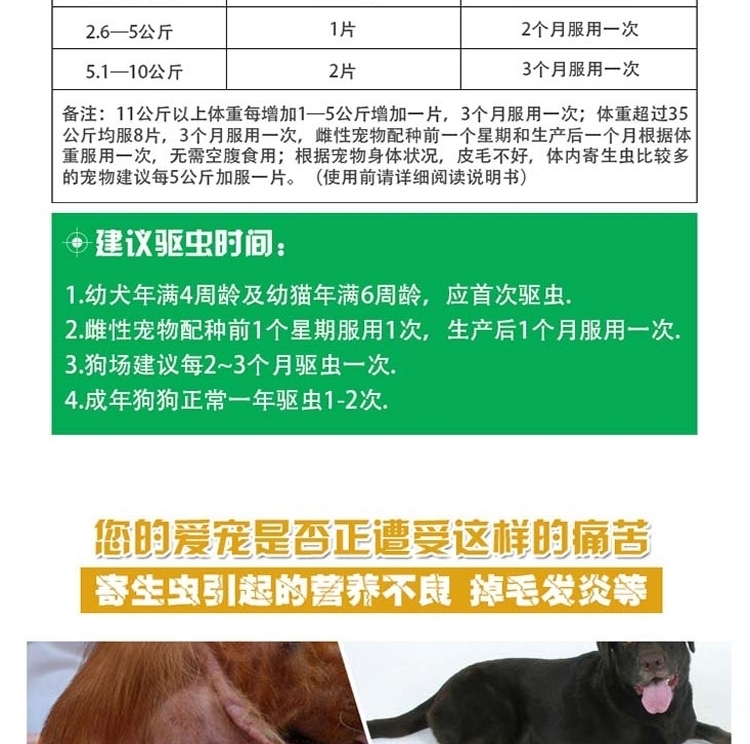 2.6—5公斤 1片 2个月服用一次
5.1—10公斤 2片 3个月服用一次
备注：11公斤以上体重每增加1—5公斤增加一片，3个月服用一次；体重超过35
公斤均服8片，3个月服用一次，雌性宠物配种前一个星期和生产后一个月根据体
重服用一次，无需空腹食用；根据宠物身体状况，皮毛不好，体内寄生虫比较多
的宠物建议每5公斤加服一片。（使用前请详细阅读说明书）
建议驱虫时间：
1.幼犬年满4周龄及幼猫年满6周龄，应首次驱虫.
2.雌性宠物配种前1个星期服用1次，生产后1个月服用一次.
3.狗场建议每2~3个月驱虫一次.
4.成年狗狗正常一年驱虫1-2次.
您的爱宠是否正遭受这样的痛苦
寄生虫引起的营养不良 掉毛发炎等